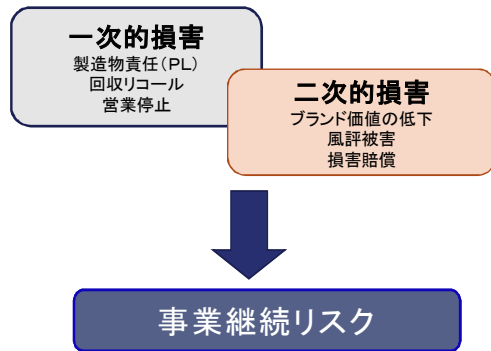 一次的損害
製造物責任（PL）
回収リコール
営業停止
二次的損害
ブランド価値の低下
風評被害
損害賠償
事業継続リスク